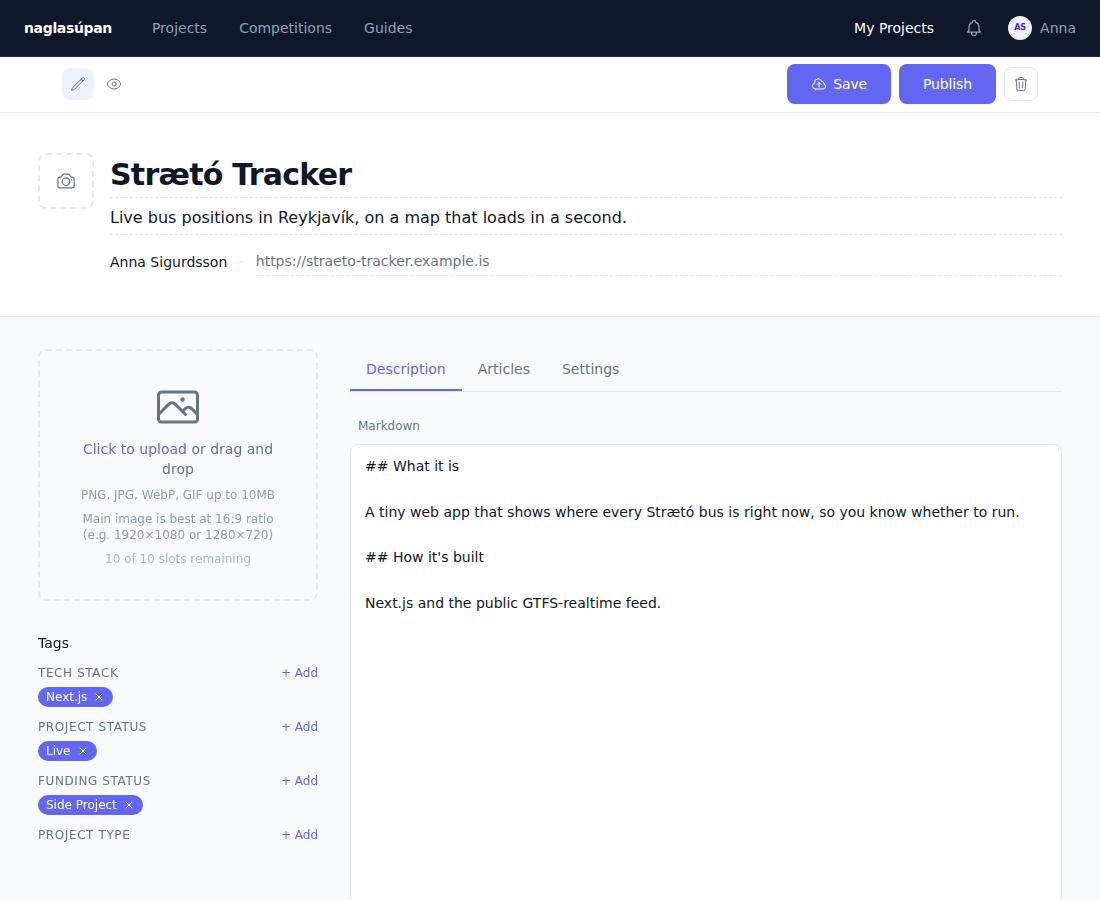 naglasúpan
Projects
Competitions
Guides
My Projects
AS
Anna
Save
Publish
Strætó Tracker
Live bus positions in Reykjavík, on a map that loads in a second.
Anna Sigurdsson
·
https://straeto-tracker.example.is
Click to upload or drag and
drop
PNG, JPG, WebP, GIF up to 10MB
Main image is best at 16:9 ratio
(e.g. 1920×1080 or 1280×720)
10 of 10 slots remaining
Tags
TECH STACK
+ Add
Next.js ×
PROJECT STATUS
+ Add
Live ×
FUNDING STATUS
+ Add
Side Project ×
PROJECT TYPE
+ Add
Description
Articles
Settings
Markdown
## What it is
A tiny web app that shows where every Strætó bus is right now, so you know whether to run.
## How it's built
Next.js and the public GTFS-realtime feed.